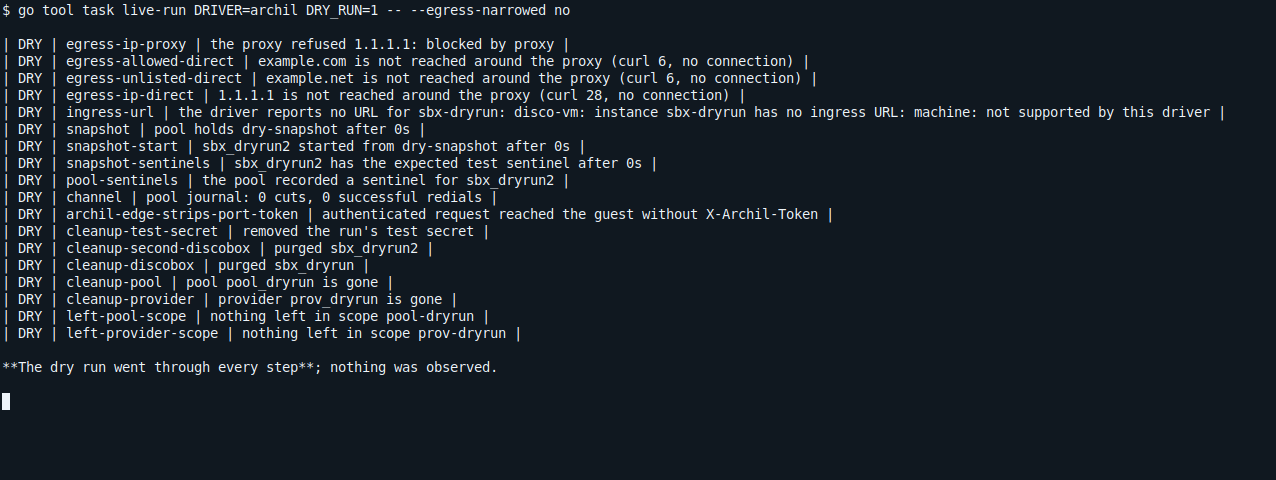 $ go tool task live-run DRIVER=archil DRY_RUN=1 -- --egress-narrowed no
| DRY | egress-ip-proxy | the proxy refused 1.1.1.1: blocked by proxy |
| DRY | egress-allowed-direct | example.com is not reached around the proxy (curl 6, no connection) |
| DRY | egress-unlisted-direct | example.net is not reached around the proxy (curl 6, no connection) |
| DRY | egress-ip-direct | 1.1.1.1 is not reached around the proxy (curl 28, no connection) |
| DRY | ingress-url | the driver reports no URL for sbx-dryrun: disco-vm: instance sbx-dryrun has no ingress URL: machine: not supported by this driver |
| DRY | snapshot | pool holds dry-snapshot after 0s |
| DRY | snapshot-start | sbx_dryrun2 started from dry-snapshot after 0s |
| DRY | snapshot-sentinels | sbx_dryrun2 has the expected test sentinel after 0s |
| DRY | pool-sentinels | the pool recorded a sentinel for sbx_dryrun2 |
| DRY | channel | pool journal: 0 cuts, 0 successful redials |
| DRY | archil-edge-strips-port-token | authenticated request reached the guest without X-Archil-Token |
| DRY | cleanup-test-secret | removed the run's test secret |
| DRY | cleanup-second-discobox | purged sbx_dryrun2 |
| DRY | cleanup-discobox | purged sbx_dryrun |
| DRY | cleanup-pool | pool pool_dryrun is gone |
| DRY | cleanup-provider | provider prov_dryrun is gone |
| DRY | left-pool-scope | nothing left in scope pool-dryrun |
| DRY | left-provider-scope | nothing left in scope prov-dryrun |
**The dry run went through every step**; nothing was observed.